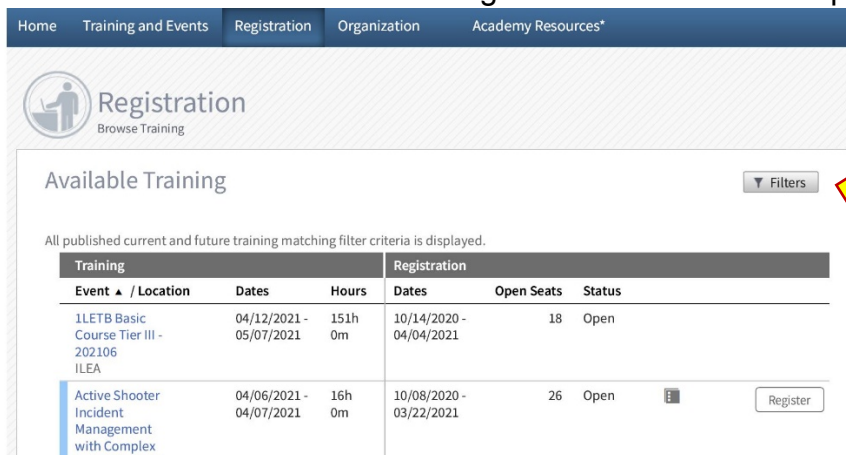 Home Training and Events Registration Organization Academy Resources*
Registration
Browse Training
Available Training
Filters
All published current and future training matching filter criteria is displayed.
Training Registration
Event ▲ / Location Dates Hours Dates Open Seats Status
1LETB Basic 04/12/2021 - 151h 10/14/2020 - 18 Open
Course Tier III - 05/07/2021 0m 04/04/2021
202106
ILEA
Active Shooter 04/06/2021 - 16h 10/08/2020 - 26 Open Register
Incident 04/07/2021 0m 03/22/2021
Management
with Complex